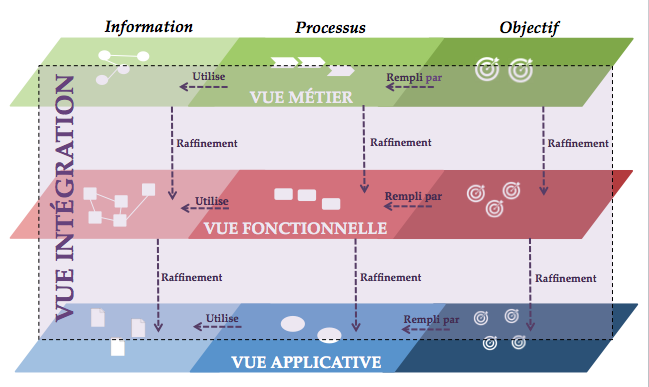 Information
Processus
Objectif
Utilise
Rempli par
VUE MÉTIER
Raffinement
Raffinement
Raffinement
VUE INTÉGRATION
Utilise
Rempli par
VUE FONCTIONNELLE
Raffinement
Raffinement
Raffinement
Utilise
Rempli par
VUE APPLICATIVE